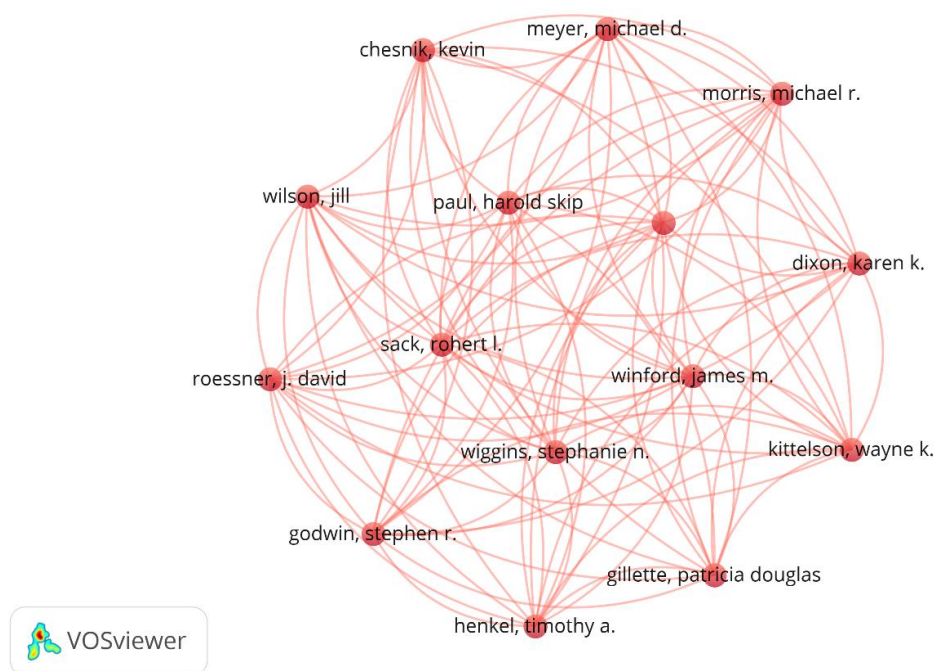 meyer, michael d.
chesnik, kevin
morris, michael r.
wilson, jill
paul, harold skip
dixon, karen k.
sack, rohert l.
winford, james m.
roessner, j. david
wiggins, stephanie n.
kittelson, wayne k.
godwin, stephen r.
gillette, patricia douglas
henkel, timothy a.
VOSviewer